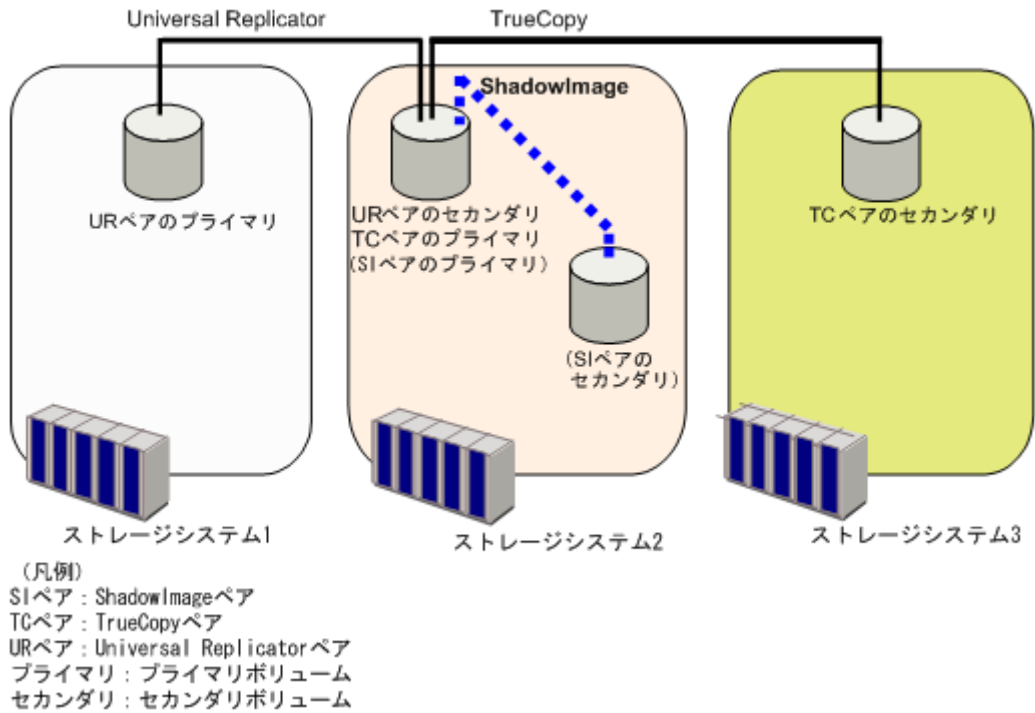 Universal Replicator
TrueCopy
ShadowImage
URペアのプライマリ
URペアのセカンダリ
TCペアのプライマリ
(SIペアのプライマリ)
TCペアのセカンダリ
(SIペアの
セカンダリ)
ストレージシステム1
ストレージシステム2
ストレージシステム3
(凡例)
SIペア:ShadowImageペア
TCペア:TrueCopyペア
URペア:Universal Replicatorペア
プライマリ:プライマリボリューム
セカンダリ:セカンダリボリューム